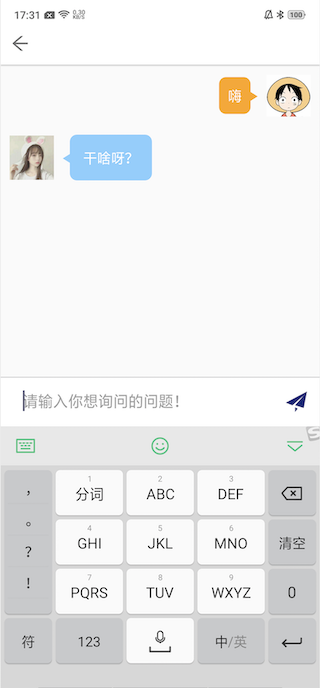 17:31 0.30 KB/S 100
嗨
干啥呀？
请输入你想询问的问题！
， 1 分词 2 ABC 3 DEF
。 4 GHI 5 JKL 6 MNO 清空
？
！ 7 PQRS 8 TUV 9 WXYZ 0
符 123 中/英